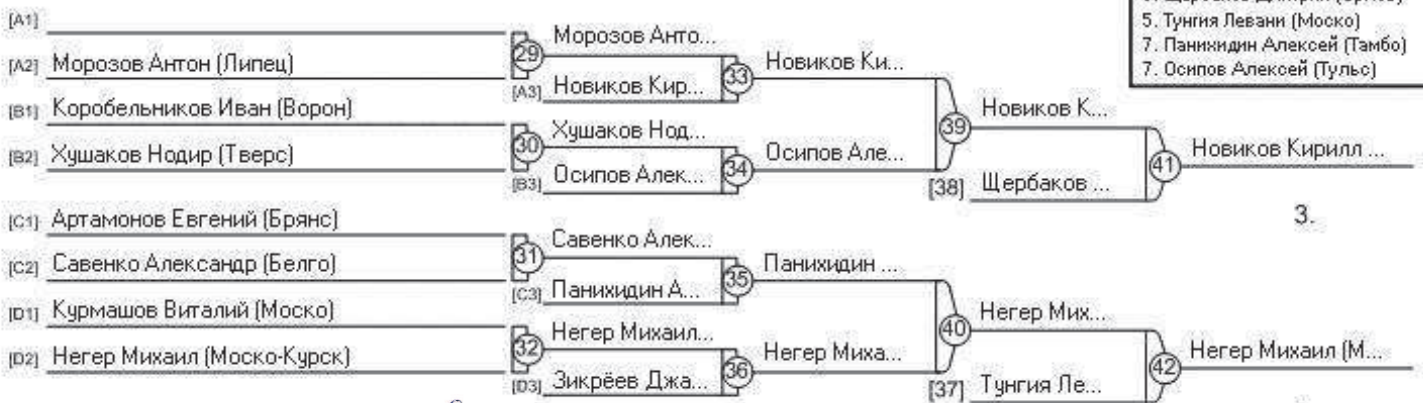 5. Тунгия Левани (Моско)
7. Панихидин Алексей (Тамбо)
7. Осипов Алексей (Тульс)
[A1]
[A2] Морозов Антон (Липец)
[B1] Коробельников Иван (Ворон)
[B2] Хушаков Нодир (Тверс)
[C1] Артамонов Евгений (Брянс)
[C2] Савенко Александр (Белго)
[D1] Курмашов Виталий (Моско)
[D2] Негер Михаил (Моско-Курск)
29
Морозов Анто...
[A3] Новиков Кир...
30
Хушаков Нод...
[B3] Осипов Алек...
31
Савенко Алек...
[C3] Панихидин А...
32
Негер Михаил...
[D3] Зикрёев Джа...
33
Новиков Ки...
34
Осипов Але...
35
Панихидин ...
36
Негер Миха...
39
Новиков К...
[38] Щербаков ...
40
Негер Мих...
[37] Тунгия Ле...
41
Новиков Кирилл ...
3.
42
Негер Михаил (М...